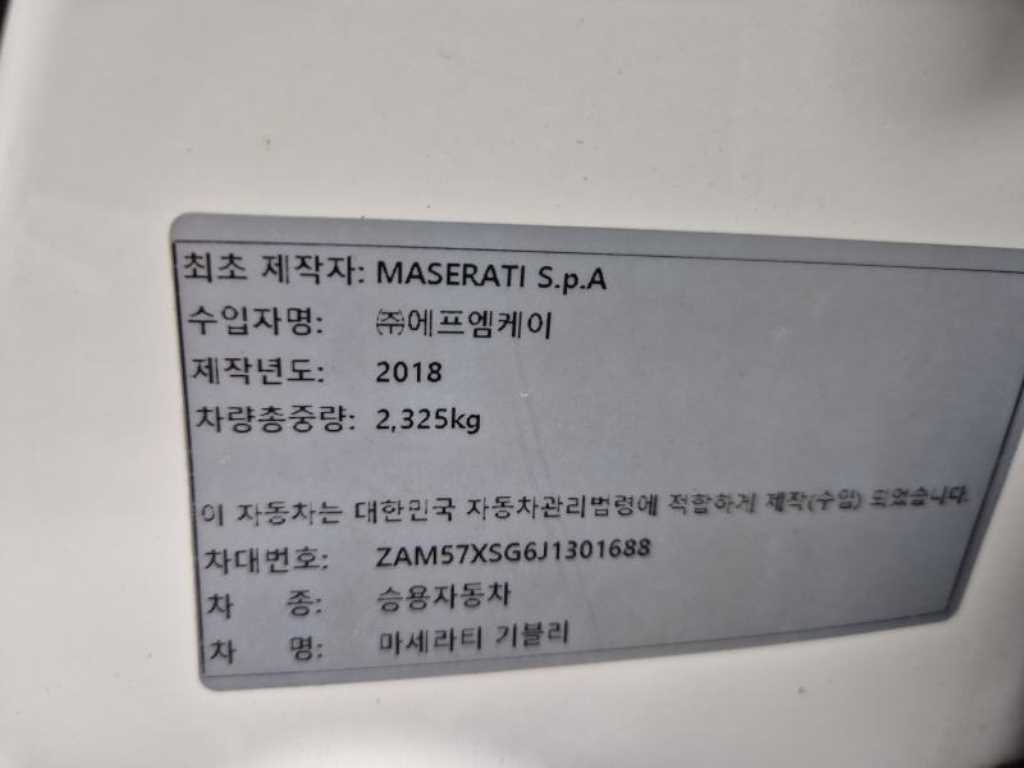 최초 제작자: MASERATI S.p.A
수입자명: ㈜에프엠케이
제작년도: 2018
차량총중량: 2,325kg
이 자동차는 대한민국 자동차관리법령에 적합하게 제작(수입) 되었습니다.
차대번호: ZAM57XSG6J1301688
차 종: 승용자동차
차 명: 마세라티 기블리